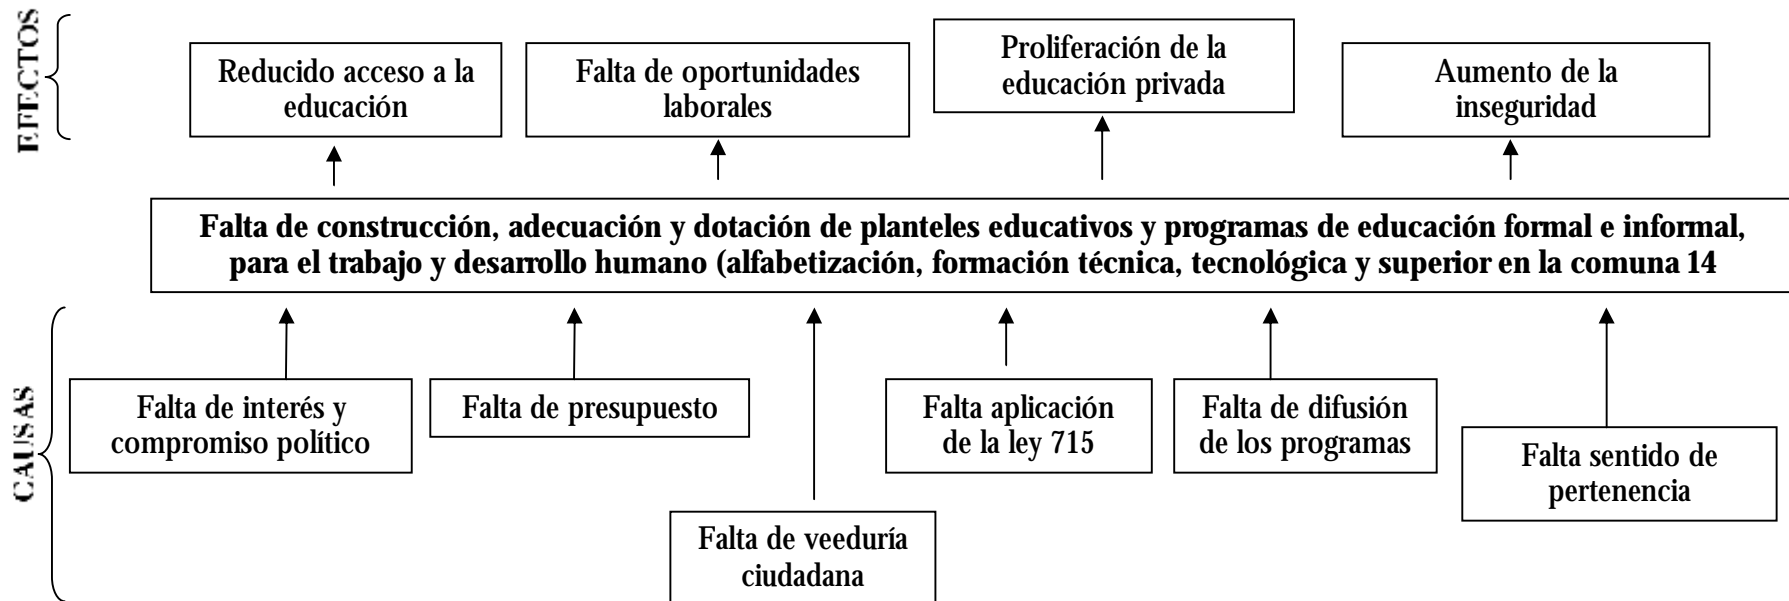 EFECTOS
Reducido acceso a la
educación
Falta de oportunidades
laborales
Proliferación de la
educación privada
Aumento de la
inseguridad
Falta de construcción, adecuación y dotación de planteles educativos y programas de educación formal e informal,
para el trabajo y desarrollo humano (alfabetización, formación técnica, tecnológica y superior en la comuna 14
CAUSAS
Falta de interés y
compromiso político
Falta de presupuesto
Falta de veeduría
ciudadana
Falta aplicación
de la ley 715
Falta de difusión
de los programas
Falta sentido de
pertenencia